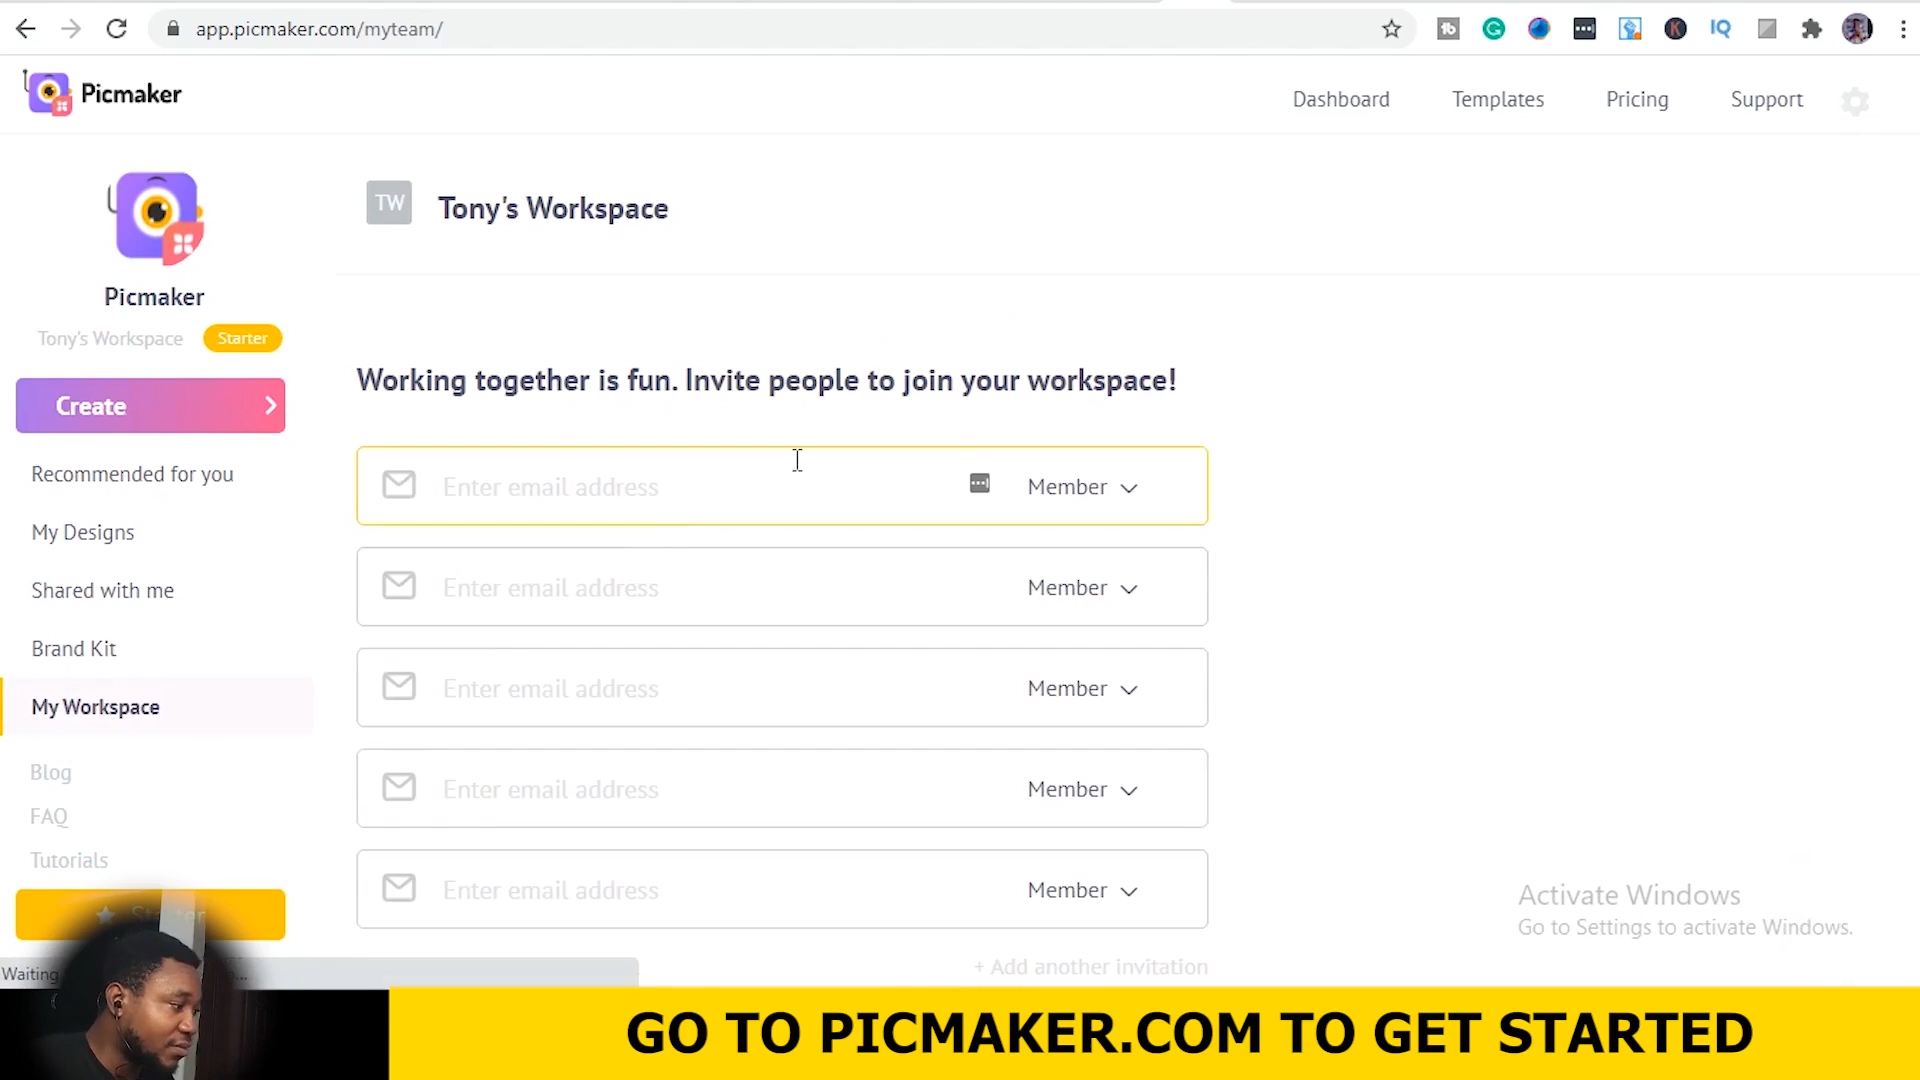 app.picmaker.com/myteam/
Picmaker
Dashboard
Templates
Pricing
Support
TW
Tony's Workspace
Picmaker
Tony's Workspace
Starter
Create
Working together is fun. Invite people to join your workspace!
Recommended for you
My Designs
Shared with me
Brand Kit
My Workspace
Blog
FAQ
Tutorials
Enter email address
Member
Enter email address
Member
Enter email address
Member
Enter email address
Member
Enter email address
Member
+ Add another invitation
Activate Windows
Go to Settings to activate Windows.
Waiting
IQ
GO TO PICMAKER.COM TO GET STARTED